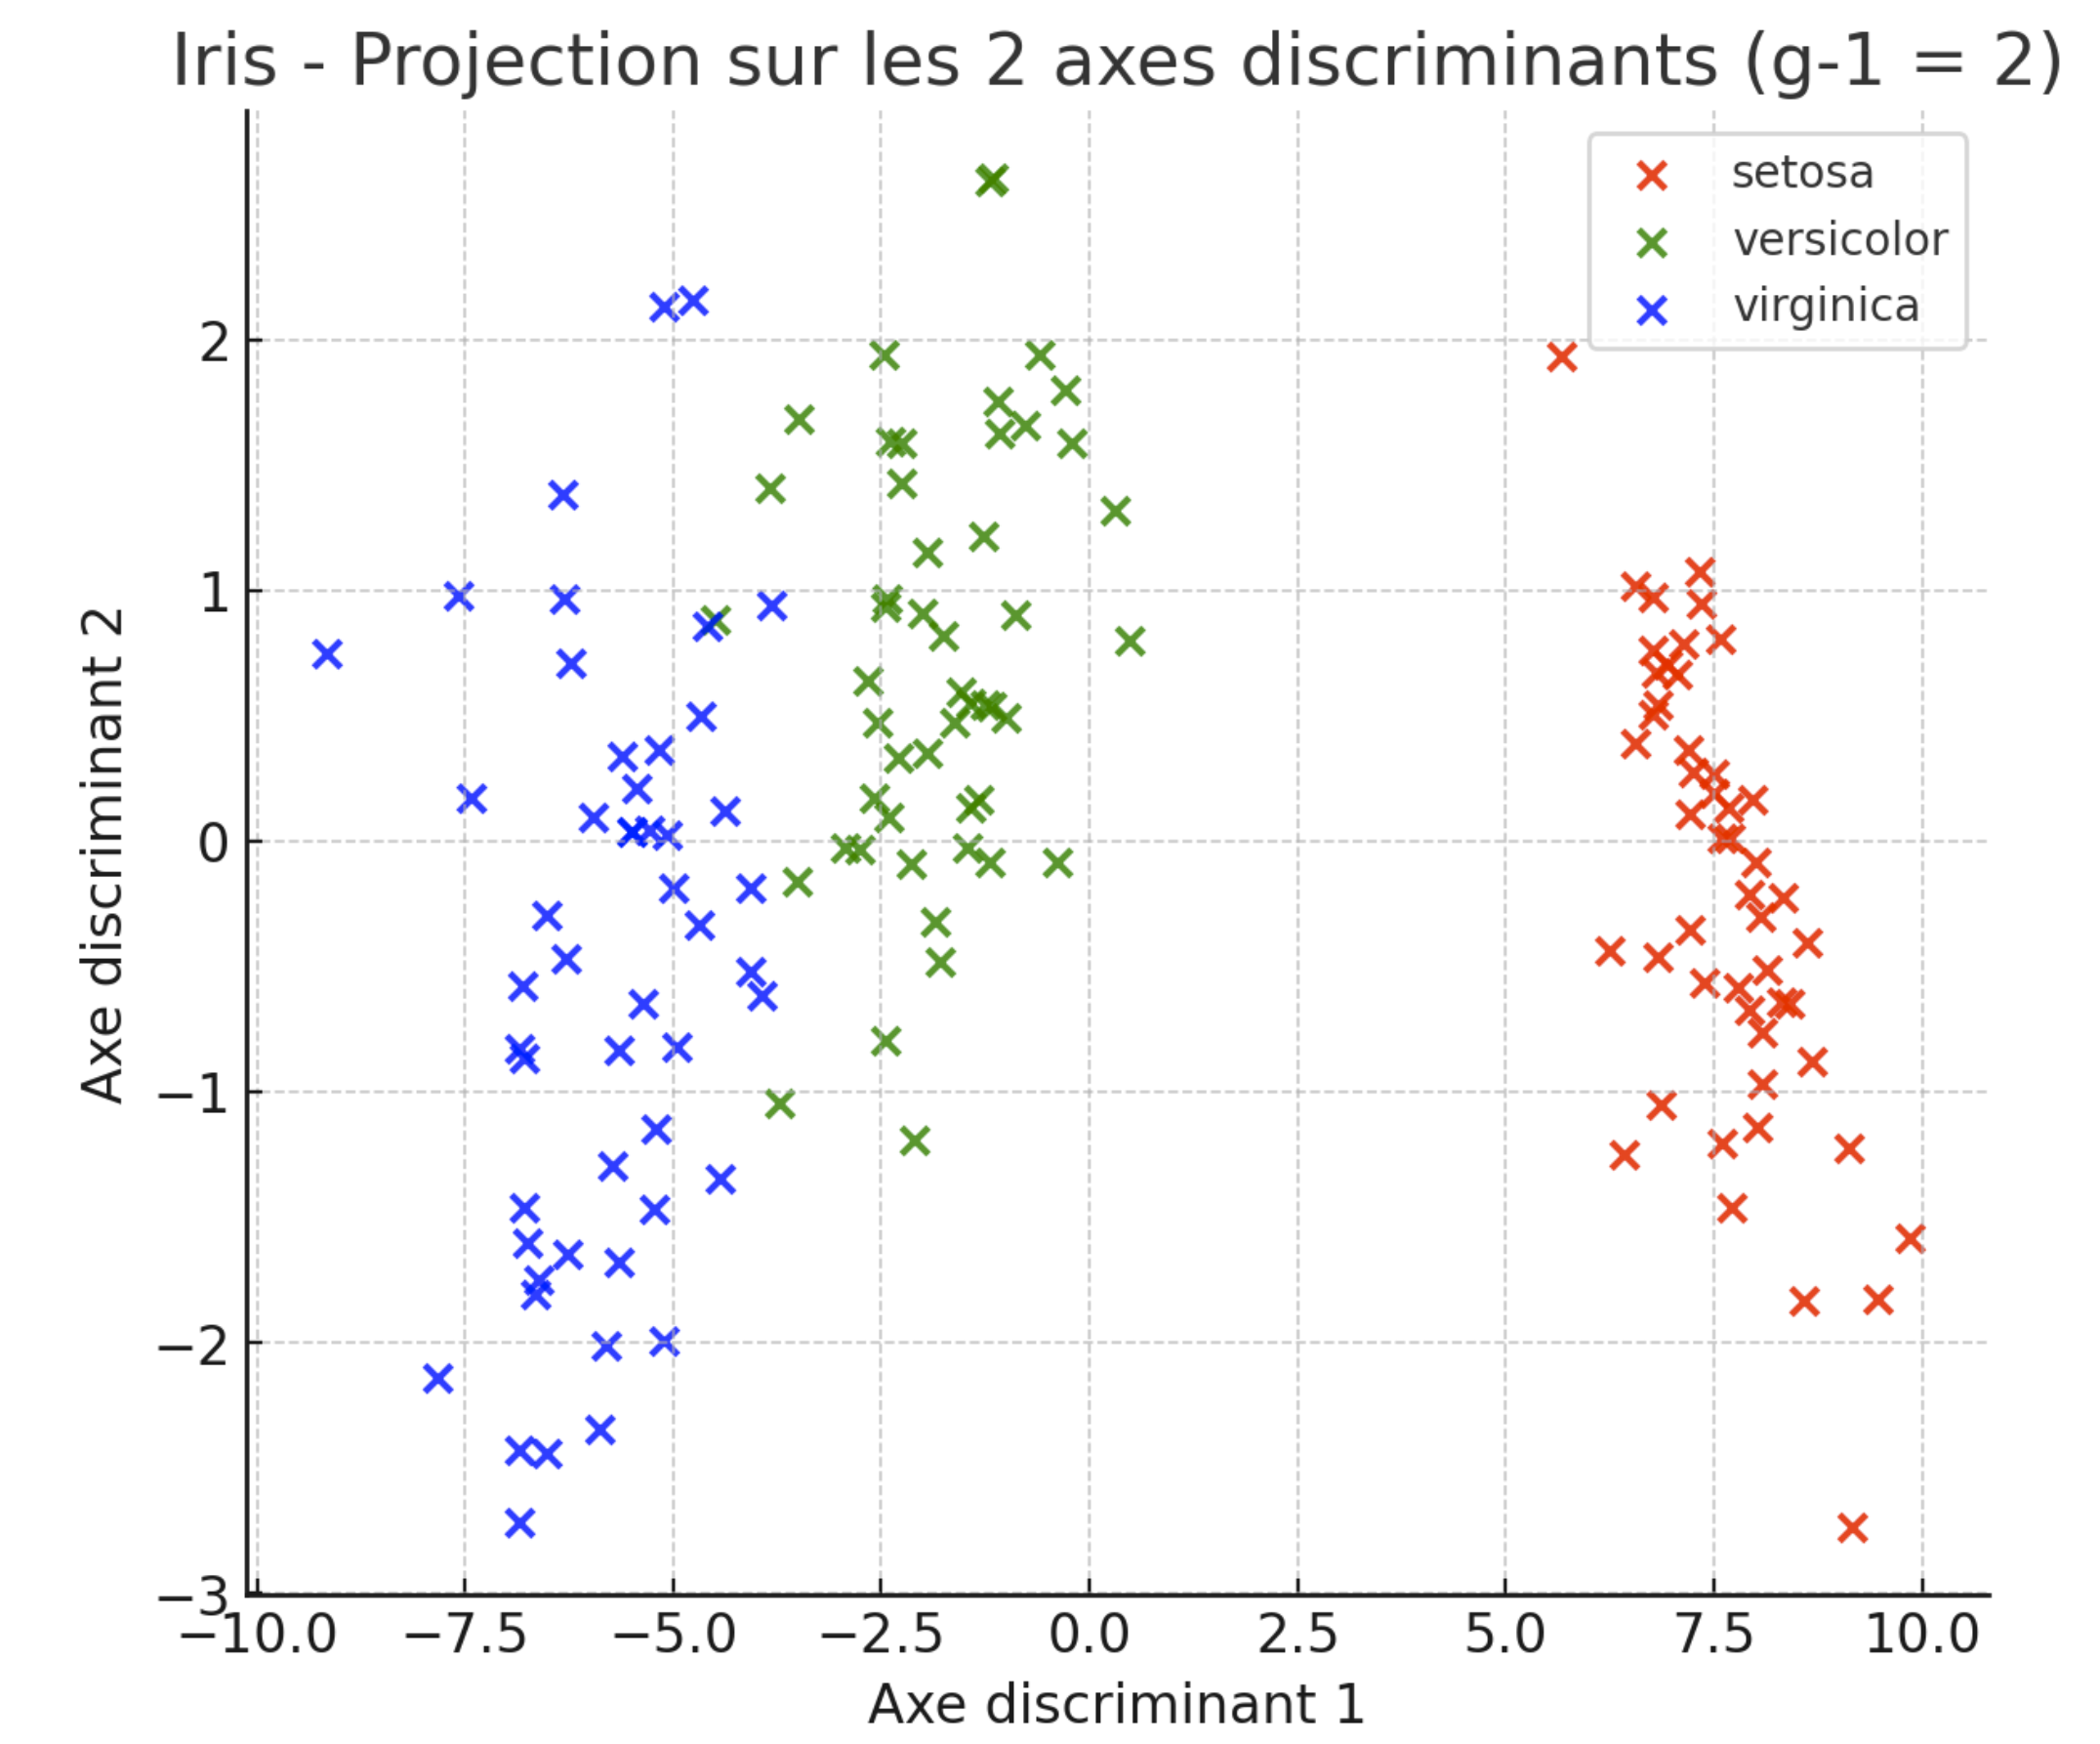 Iris - Projection sur les 2 axes discriminants (g-1 = 2)
setosa
versicolor
virginica
Axe discriminant 2
2
1
0
−1
−2
−3
−10.0 −7.5 −5.0 −2.5 0.0 2.5 5.0 7.5 10.0
Axe discriminant 1